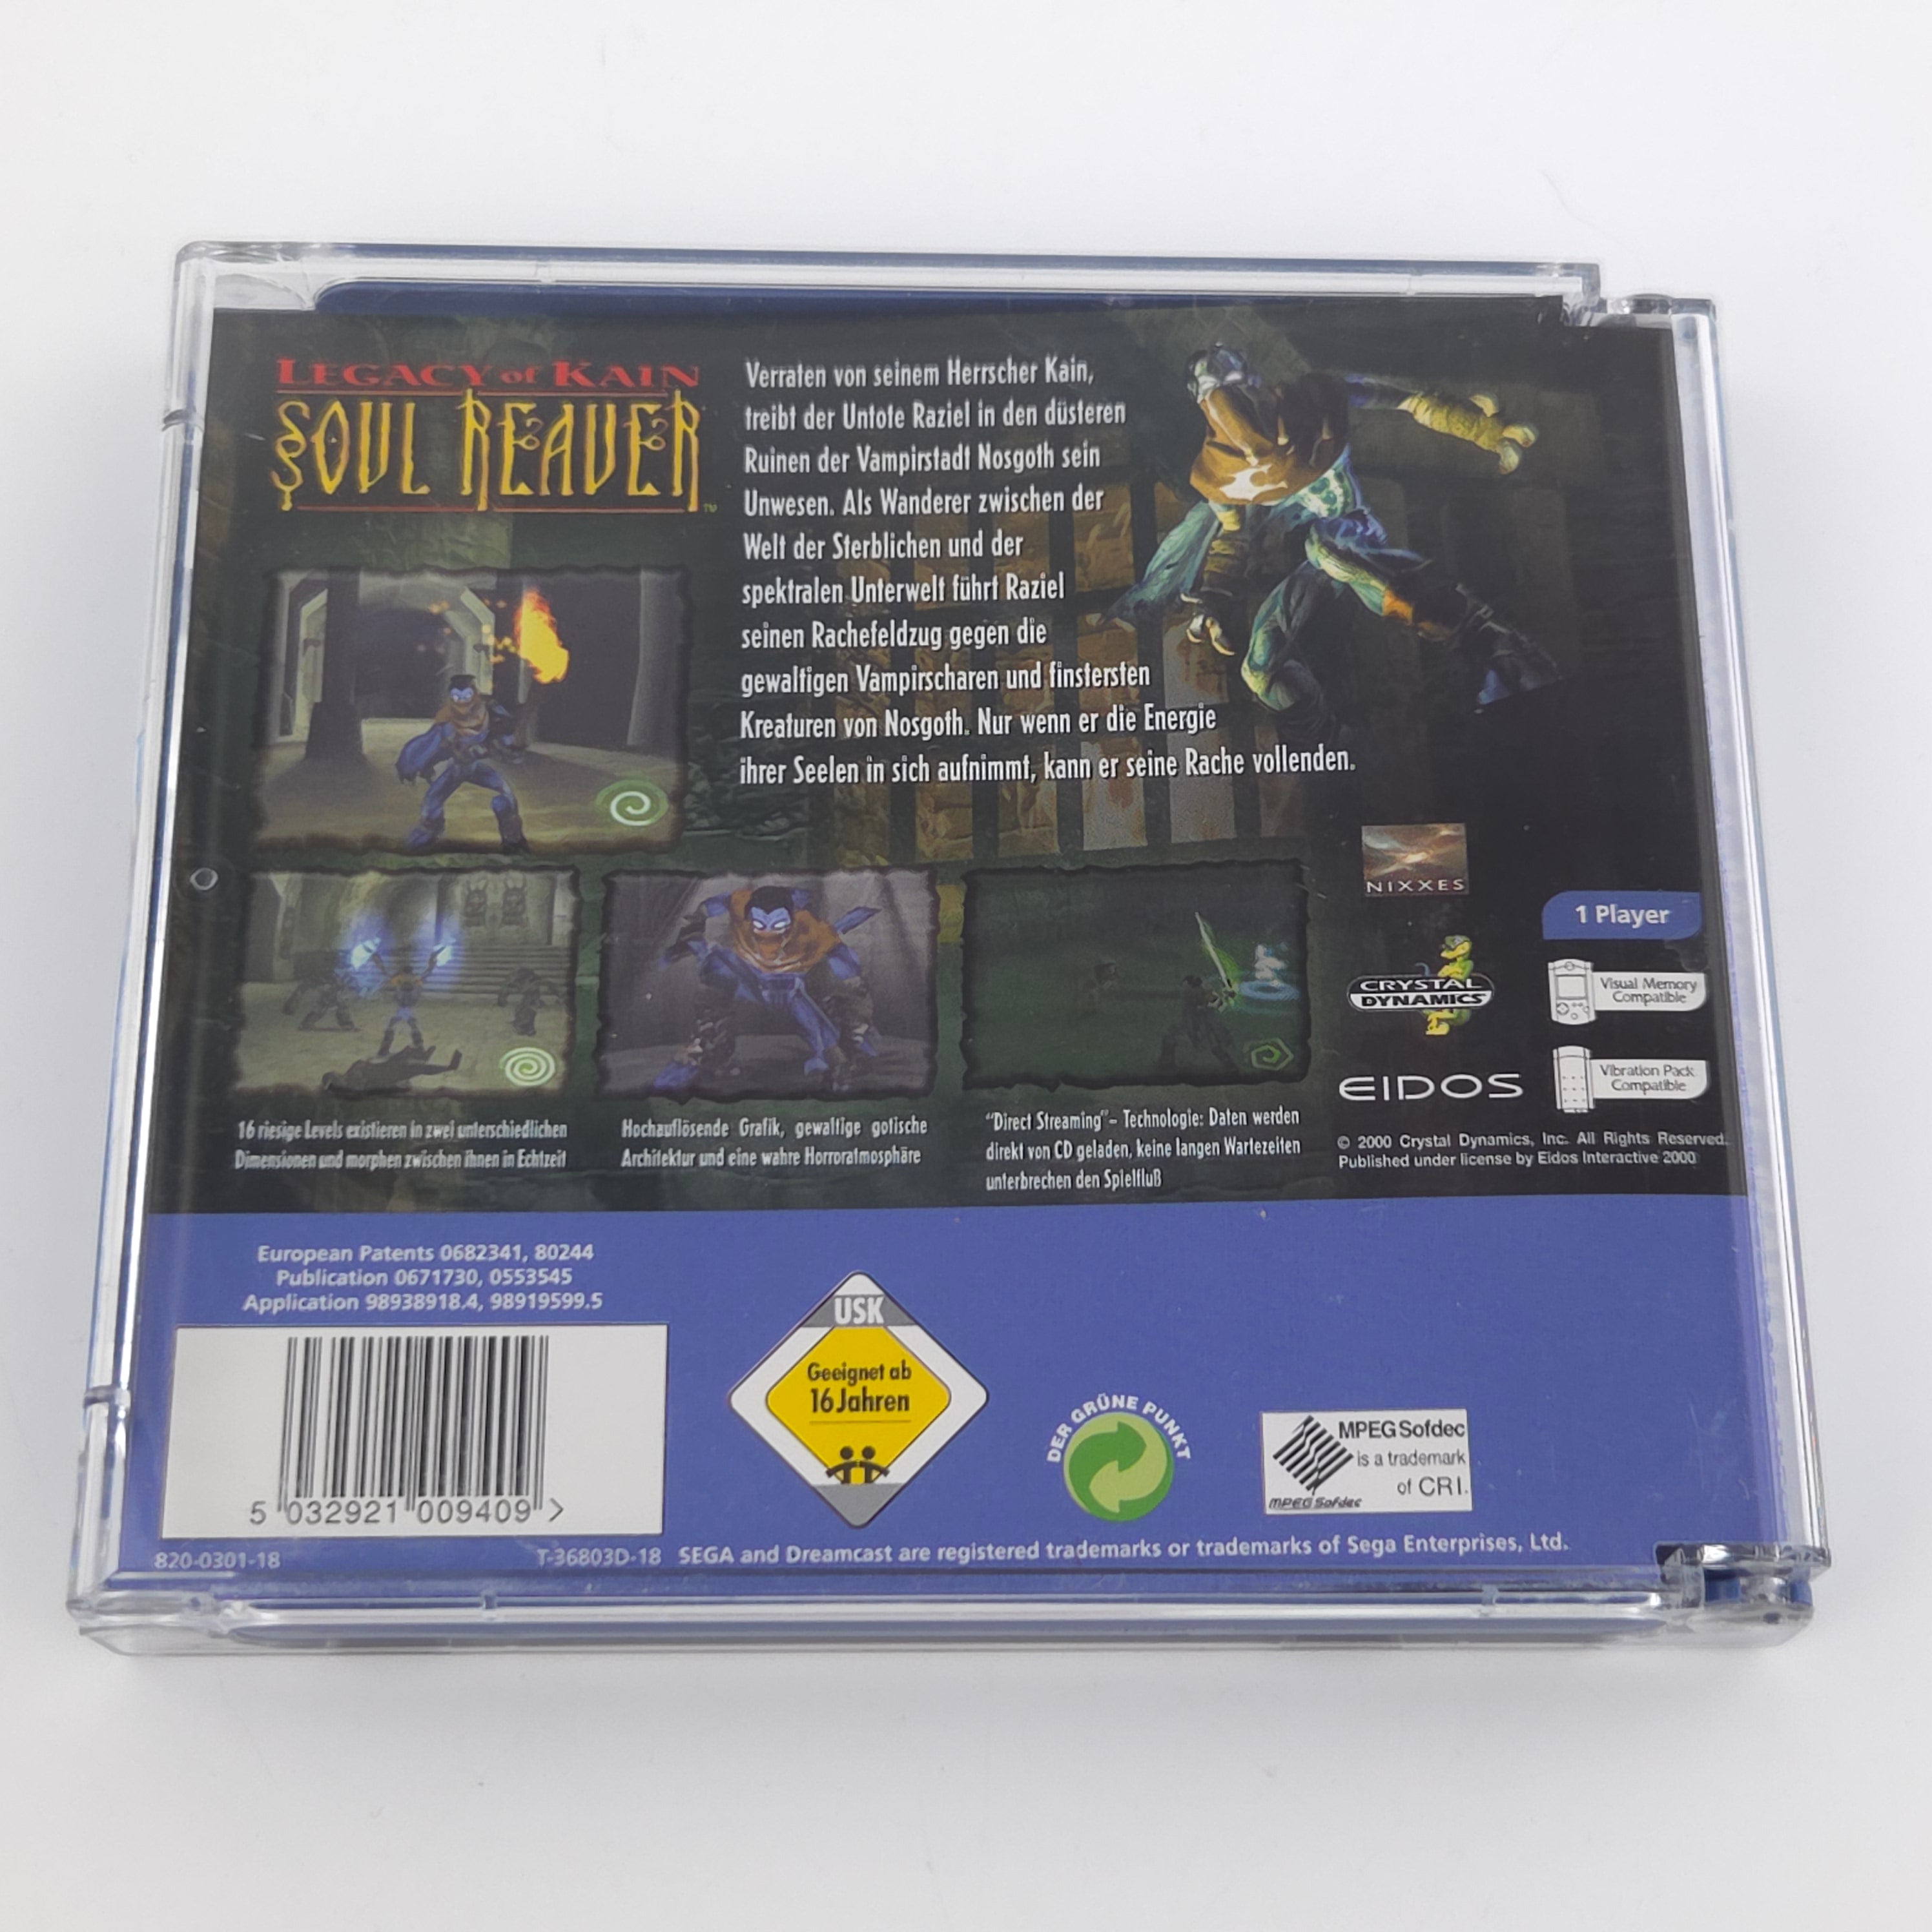 LEGACY of KAIN
SOUL REAVER™
Verraten von seinem Herrscher Kain,
treibt der Untote Raziel in den düsteren
Ruinen der Vampirstadt Nosgoth sein
Unwesen. Als Wanderer zwischen der
Welt der Sterblichen und der
spektralen Unterwelt führt Raziel
seinen Rachefeldzug gegen die
gewaltigen Vampirscharen und finstersten
Kreaturen von Nosgoth. Nur wenn er die Energie
ihrer Seelen in sich aufnimmt, kann er seine Rache vollenden.
16 riesige Levels existieren in zwei unterschiedlichen
Dimensionen und morphen zwischen ihnen in Echtzeit
Hochauflösende Grafik, gewaltige gotische
Architektur und eine wahre Horroratmosphäre
"Direct Streaming"- Technologie: Daten werden
direkt von CD geladen, keine langen Wartezeiten
unterbrechen den Spielfluß
NIXXES
CRYSTAL
DYNAMICS
EIDOS
1 Player
Visual Memory
Compatible
Vibration Pack
Compatible
© 2000 Crystal Dynamics, Inc. All Rights Reserved.
Published under license by Eidos Interactive 2000
European Patents 0682341, 80244
Publication 0671730, 0553545
Application 98938918.4, 98919599.5
5 032921 009409 >
USK
Geeignet ab
16 Jahren
DER GRÜNE PUNKT
MPEG Sofdec
is a trademark
of CRI.
MPEG Sofdec
820-0301-18
T-36803D-18 SEGA and Dreamcast are registered trademarks or trademarks of Sega Enterprises, Ltd.